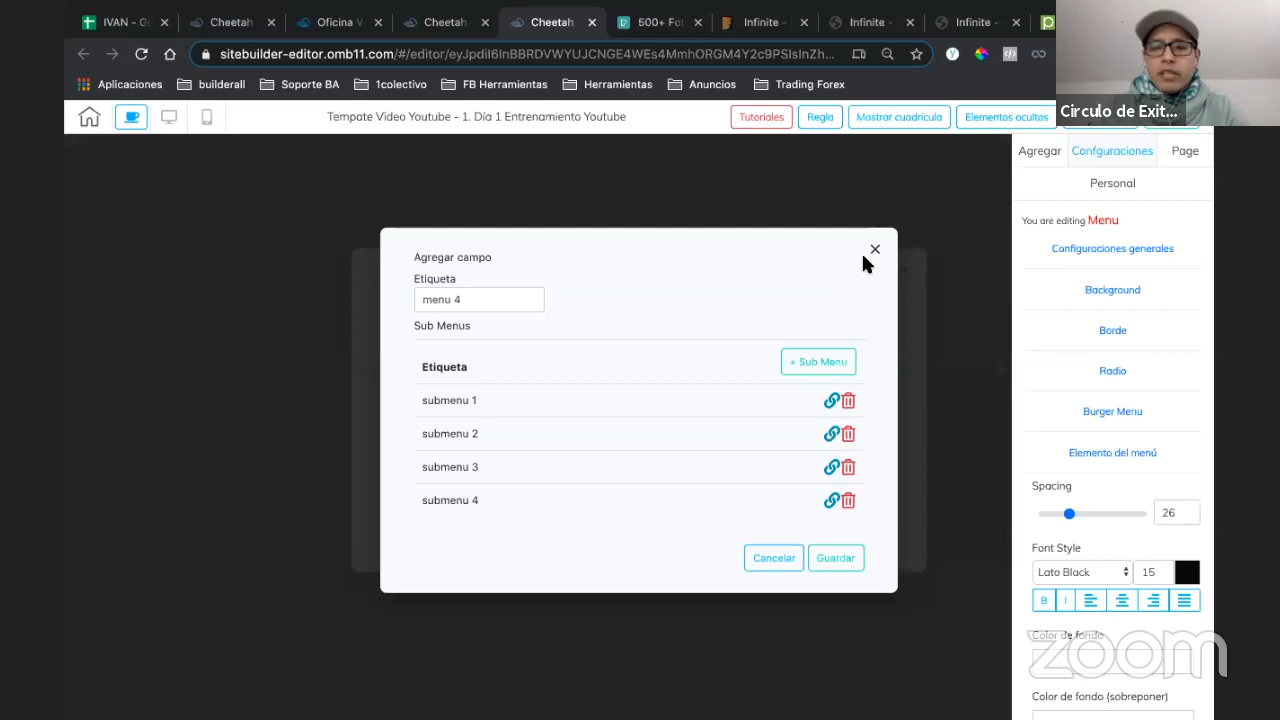 IVAN - G
Cheetah
Oficina V
Cheetah
Cheetah
500+ Fot
Infinite -
Infinite -
Infinite -
sitebuilder-editor.omb11.com/#/editor/eyJpdiI6InBBRDVWYUJCNGE4WEs4MmhORGM4Y2c9PSIsInZh...
Aplicaciones
builderall
Soporte BA
1colectivo
FB Herramientas
Herramientas
Anuncios
Trading Forex
Circulo de Exit...
Tempate Video Youtube - 1. Día 1 Entrenamiento Youtube
Tutoriales
Regla
Mostrar cuadricula
Elementos ocultos
Agregar
Confguraciones
Page
Personal
You are editing Menu
Configuraciones generales
Background
Borde
Radio
Burger Menu
Elemento del menú
Spacing
26
Font Style
Lato Black
15
B
I
Color de fondo
Color de fondo (sobreponer)
Agregar campo
Etiqueta
menu 4
Sub Menus
Etiqueta
+ Sub Menu
submenu 1
submenu 2
submenu 3
submenu 4
Cancelar
Guardar
zoom